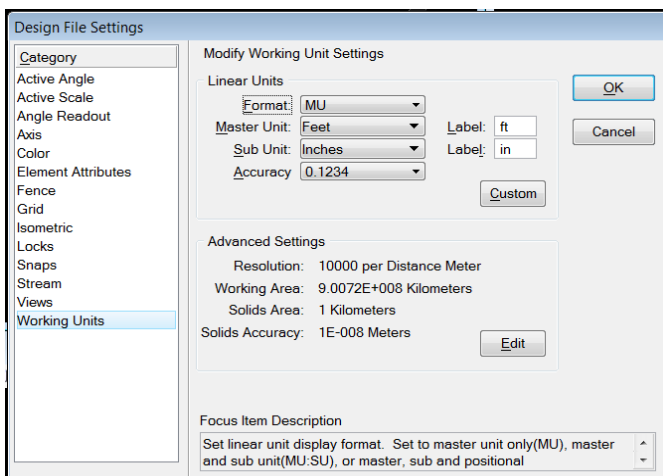 Design File Settings
Category
Active Angle
Active Scale
Angle Readout
Axis
Color
Element Attributes
Fence
Grid
Isometric
Locks
Snaps
Stream
Views
Working Units
Modify Working Unit Settings
Linear Units
Format: MU
Master Unit: Feet Label: ft
Sub Unit: Inches Label: in
Accuracy 0.1234
Custom
Advanced Settings
Resolution: 10000 per Distance Meter
Working Area: 9.0072E+008 Kilometers
Solids Area: 1 Kilometers
Solids Accuracy: 1E-008 Meters
Edit
Focus Item Description
Set linear unit display format. Set to master unit only(MU), master
and sub unit(MU:SU), or master, sub and positional
OK
Cancel